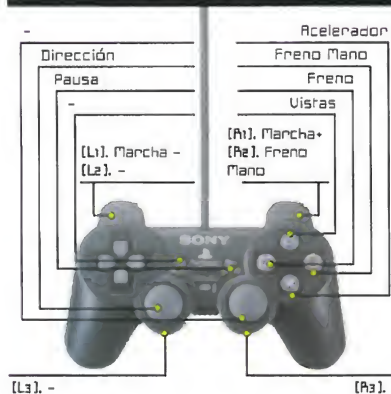 -
Acelerador
Dirección
Freno Mano
Pausa
Freno
-
Vistas
[L1]. Marcha -
[L2]. -
[R1]. Marcha+
[R2]. Freno
Mano
SONY
[L3]. -
[R3].